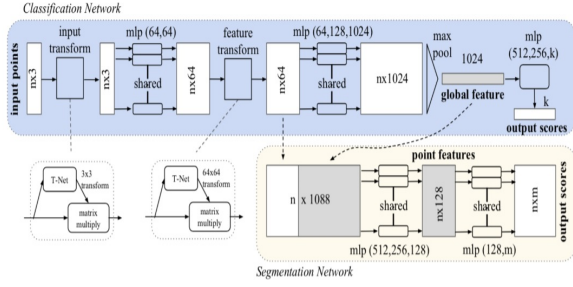 Classification Network
input transform
mlp (64,64)
feature transform
mlp (64,128,1024)
max pool
mlp (512,256,k)
input points
nx3
nx3
shared
nx64
nx64
shared
nx1024
1024
global feature
k
output scores
T-Net
3x3 transform
matrix multiply
T-Net
64x64 transform
matrix multiply
point features
n x 1088
shared
nx128
shared
nxm
output scores
mlp (512,256,128)
mlp (128,m)
Segmentation Network